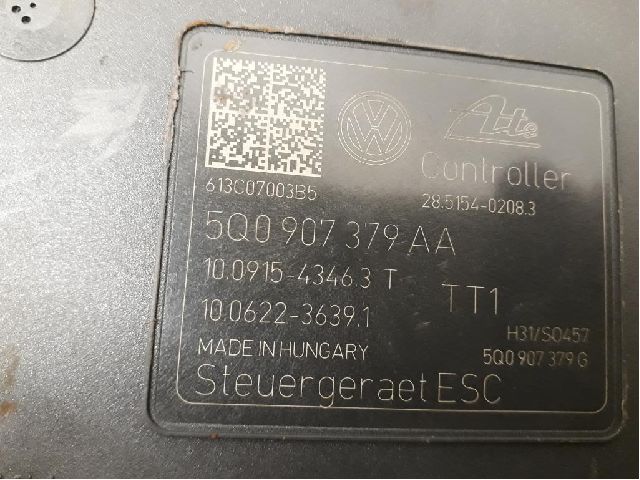 Ate
Controller
613C07003B5
28.5154-0208.3
5Q0 907 379 AA
10.0915-4346.3 T
TT1
10.0622-3639.1
H31/S0457
MADE IN HUNGARY
5Q0 907 379 G
Steuergeraet ESC